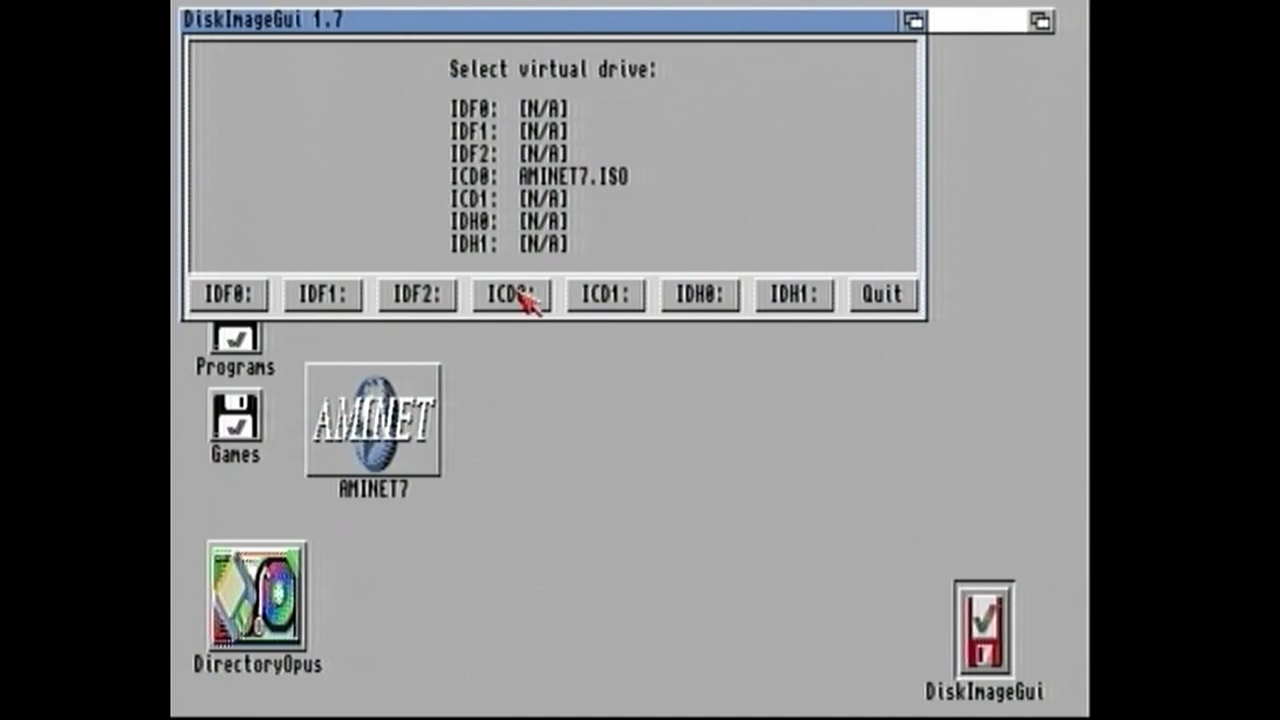 DiskImageGui 1.7
Select virtual drive:
IDF0: [N/A]
IDF1: [N/A]
IDF2: [N/A]
ICD0: AMINET7.ISO
ICD1: [N/A]
IDH0: [N/A]
IDH1: [N/A]
IDF0: IDF1: IDF2: ICD0: ICD1: IDH0: IDH1: Quit
Programs
AMINET
Games
AMINET7
DirectoryOpus
DiskImageGui